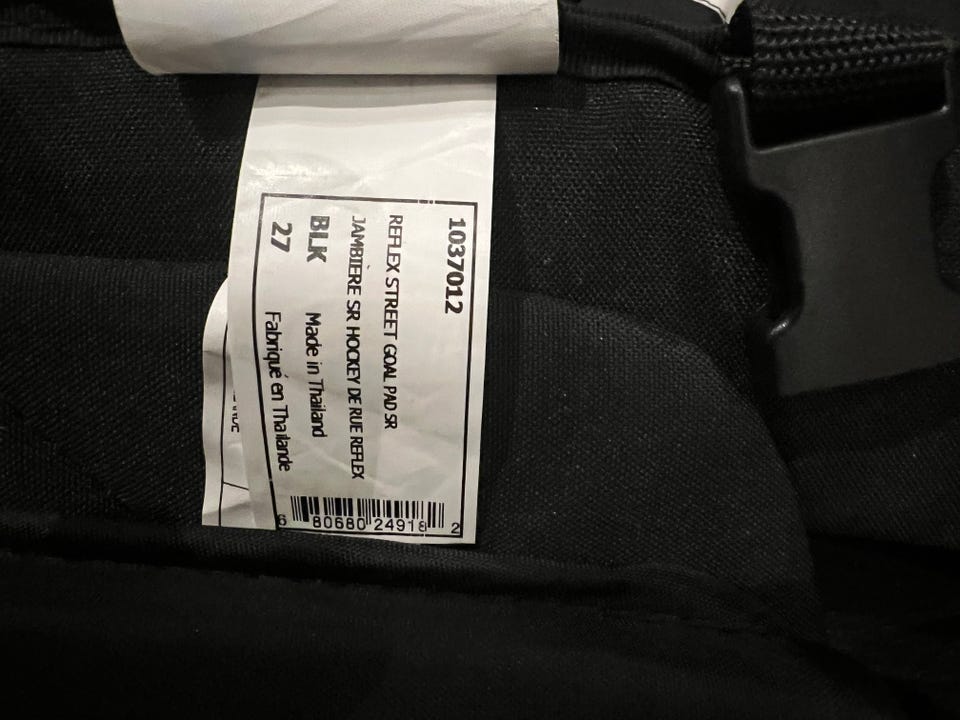 1037012
REFLEX STREET GOAL PAD SR
JAMBIÈRE SR HOCKEY DE RUE REFLEX
BLK Made in Thailand
27 Fabriqué en Thaïlande
6 80680 24918 2